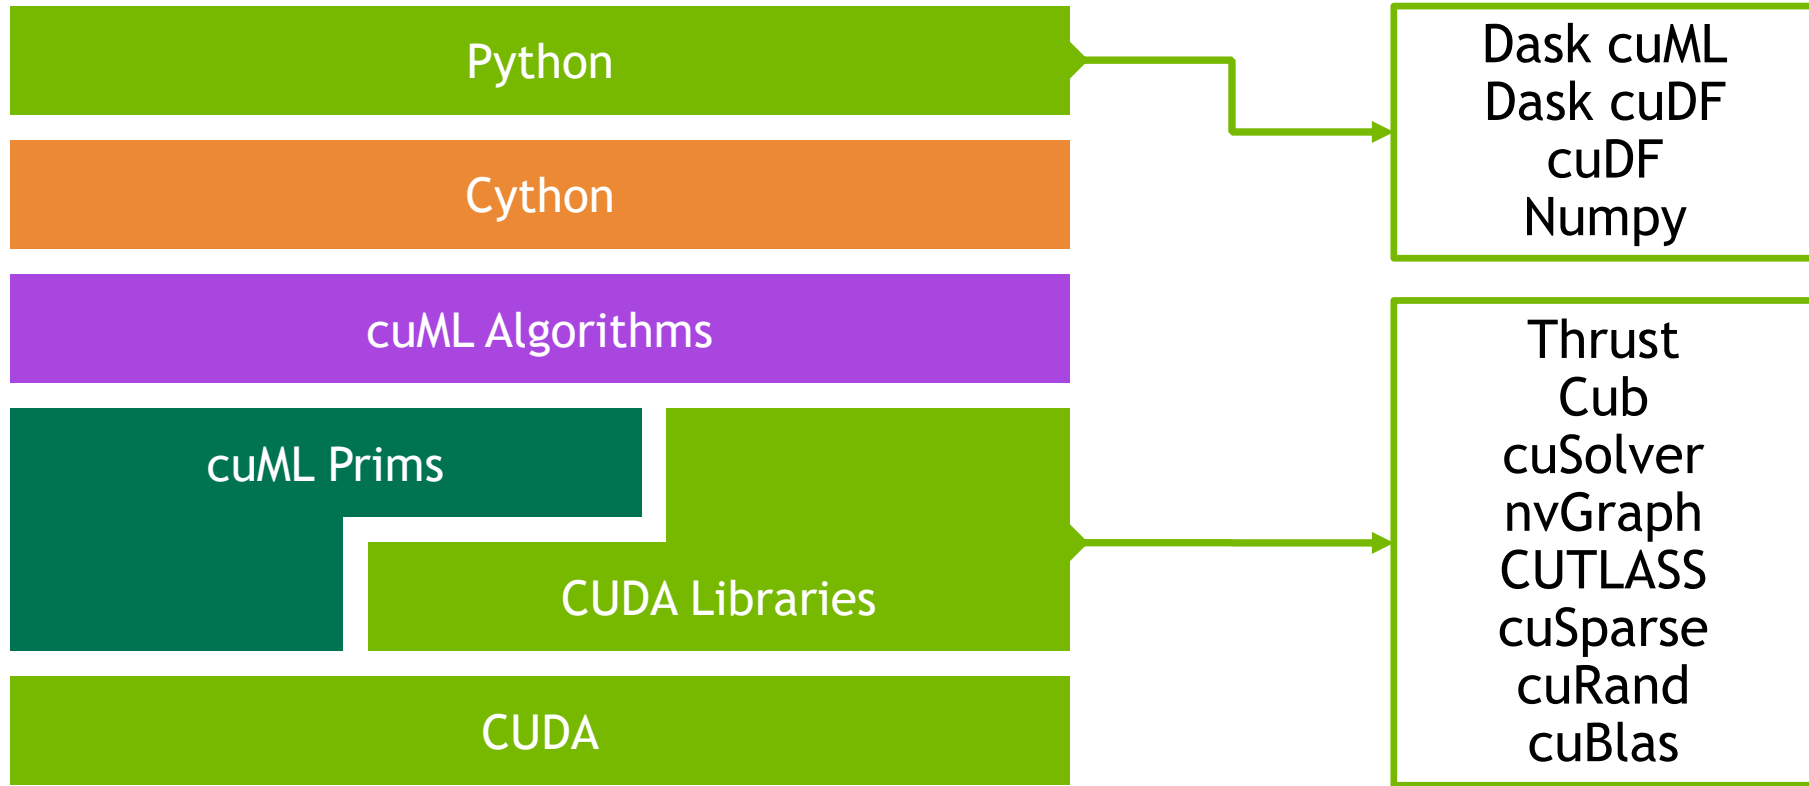 Python
Cython
cuML Algorithms
cuML Prims
CUDA Libraries
CUDA
Dask cuML
Dask cuDF
cuDF
Numpy
Thrust
Cub
cuSolver
nvGraph
CUTLASS
cuSparse
cuRand
cuBlas